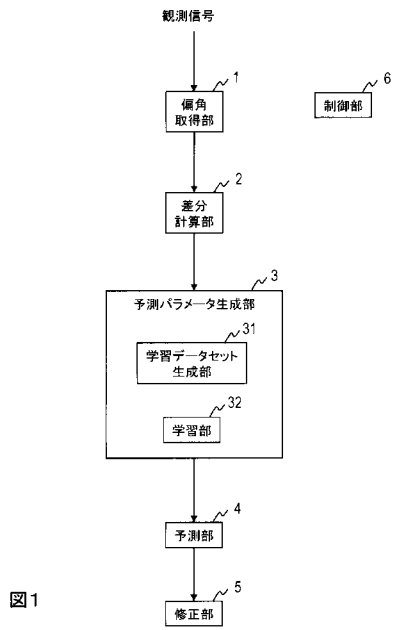 観測信号
1
偏角
取得部
6
制御部
2
差分
計算部
3
予測パラメータ生成部
31
学習データセット
生成部
32
学習部
4
予測部
5
修正部
図1